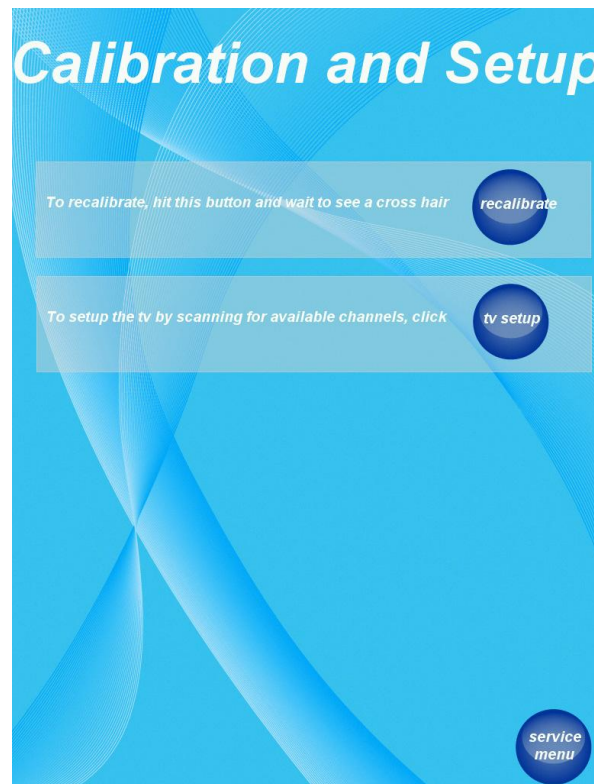 Calibration and Setup
To recalibrate, hit this button and wait to see a cross hair
recalibrate
To setup the tv by scanning for available channels, click
tv setup
service
menu